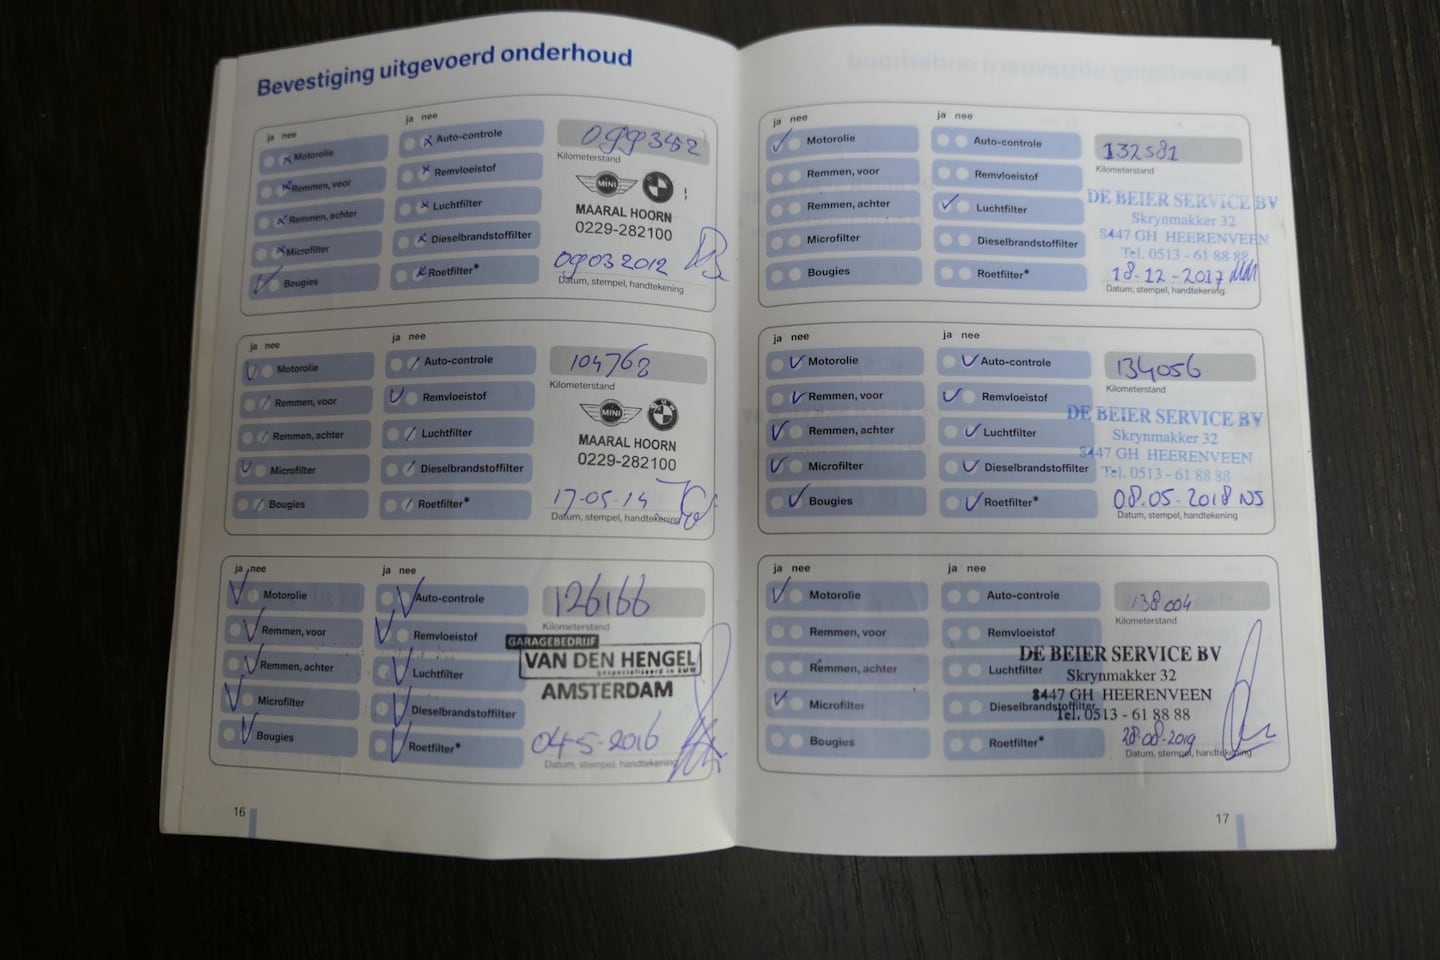 Bevestiging uitgevoerd onderhoud
ja nee
ja nee
Motorolie
Auto-controle
Remmen, voor
Remvloeistof
Remmen, achter
Luchtfilter
Microfilter
Dieselbrandstoffilter
Bougies
Roetfilter*
Kilometerstand
MINI
MAARAL HOORN
0229-282100
09 03 2012
Datum, stempel, handtekening
ja nee
ja nee
Motorolie
Auto-controle
Remmen, voor
Remvloeistof
Remmen, achter
Luchtfilter
Microfilter
Dieselbrandstoffilter
Bougies
Roetfilter*
104768
Kilometerstand
MINI
BMW
MAARAL HOORN
0229-282100
17-05-14
Datum, stempel, handtekening
ja nee
ja nee
Motorolie
Auto-controle
Remmen, voor
Remvloeistof
Remmen, achter
Luchtfilter
Microfilter
Dieselbrandstoffilter
Bougies
Roetfilter*
126166
Kilometerstand
GARAGEBEDRIJF
VAN DEN HENGEL
gespecialiseerd in BMW
AMSTERDAM
04-5-2016
Datum, stempel, handtekening
16
ja nee
ja nee
Motorolie
Auto-controle
Remmen, voor
Remvloeistof
Remmen, achter
Luchtfilter
Microfilter
Dieselbrandstoffilter
Bougies
Roetfilter*
132581
Kilometerstand
DE BEIER SERVICE BV
Skrynmakker 32
8447 GH HEERENVEEN
Tel. 0513 - 61 88 88
18-12-2017
Datum, stempel, handtekening
ja nee
ja nee
Motorolie
Auto-controle
Remmen, voor
Remvloeistof
Remmen, achter
Luchtfilter
Microfilter
Dieselbrandstoffilter
Bougies
Roetfilter*
134056
Kilometerstand
DE BEIER SERVICE BV
Skrynmakker 32
8447 GH HEERENVEEN
Tel. 0513 - 61 88 88
08.05-2018 NS
Datum, stempel, handtekening
ja nee
ja nee
Motorolie
Auto-controle
Remmen, voor
Remvloeistof
Remmen, achter
Luchtfilter
Microfilter
Dieselbrandstoffilter
Bougies
Roetfilter*
138004
Kilometerstand
DE BEIER SERVICE BV
Skrynmakker 32
8447 GH HEERENVEEN
Tel. 0513 - 61 88 88
28-08-2019
Datum, stempel, handtekening
17